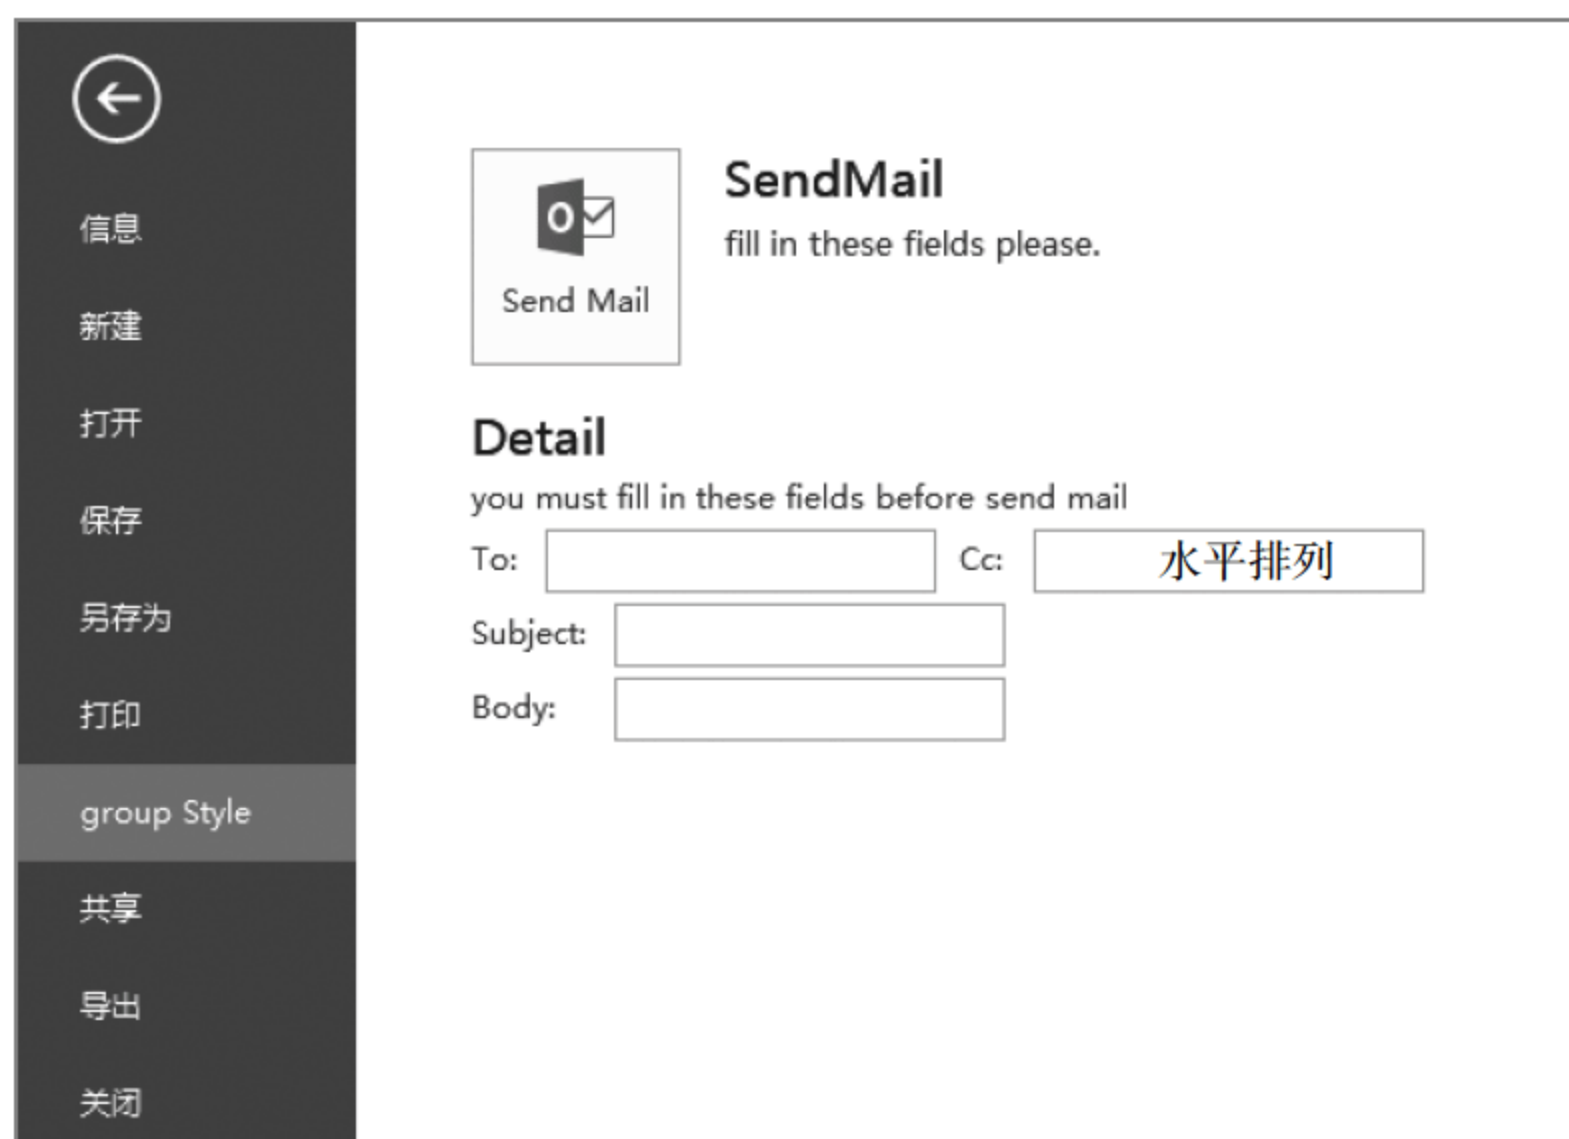 信息
新建
打开
保存
另存为
打印
group Style
共享
导出
关闭
Send Mail
SendMail
fill in these fields please.
Detail
you must fill in these fields before send mail
To: Cc: 水平排列
Subject:
Body: